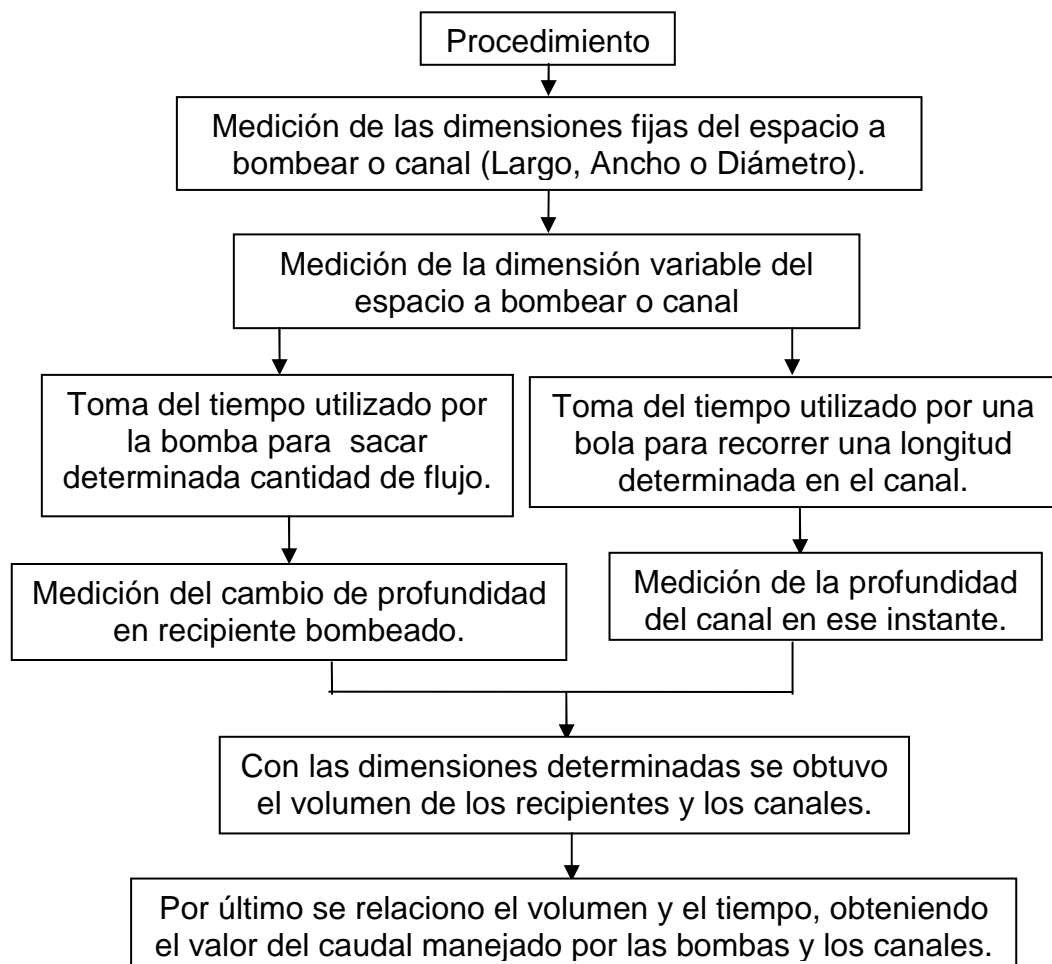 Procedimiento
Medición de las dimensiones fijas del espacio a
bombear o canal (Largo, Ancho o Diámetro).
Medición de la dimensión variable del
espacio a bombear o canal
Toma del tiempo utilizado por
la bomba para sacar
determinada cantidad de flujo.
Toma del tiempo utilizado por una
bola para recorrer una longitud
determinada en el canal.
Medición del cambio de profundidad
en recipiente bombeado.
Medición de la profundidad
del canal en ese instante.
Con las dimensiones determinadas se obtuvo
el volumen de los recipientes y los canales.
Por último se relaciono el volumen y el tiempo, obteniendo
el valor del caudal manejado por las bombas y los canales.